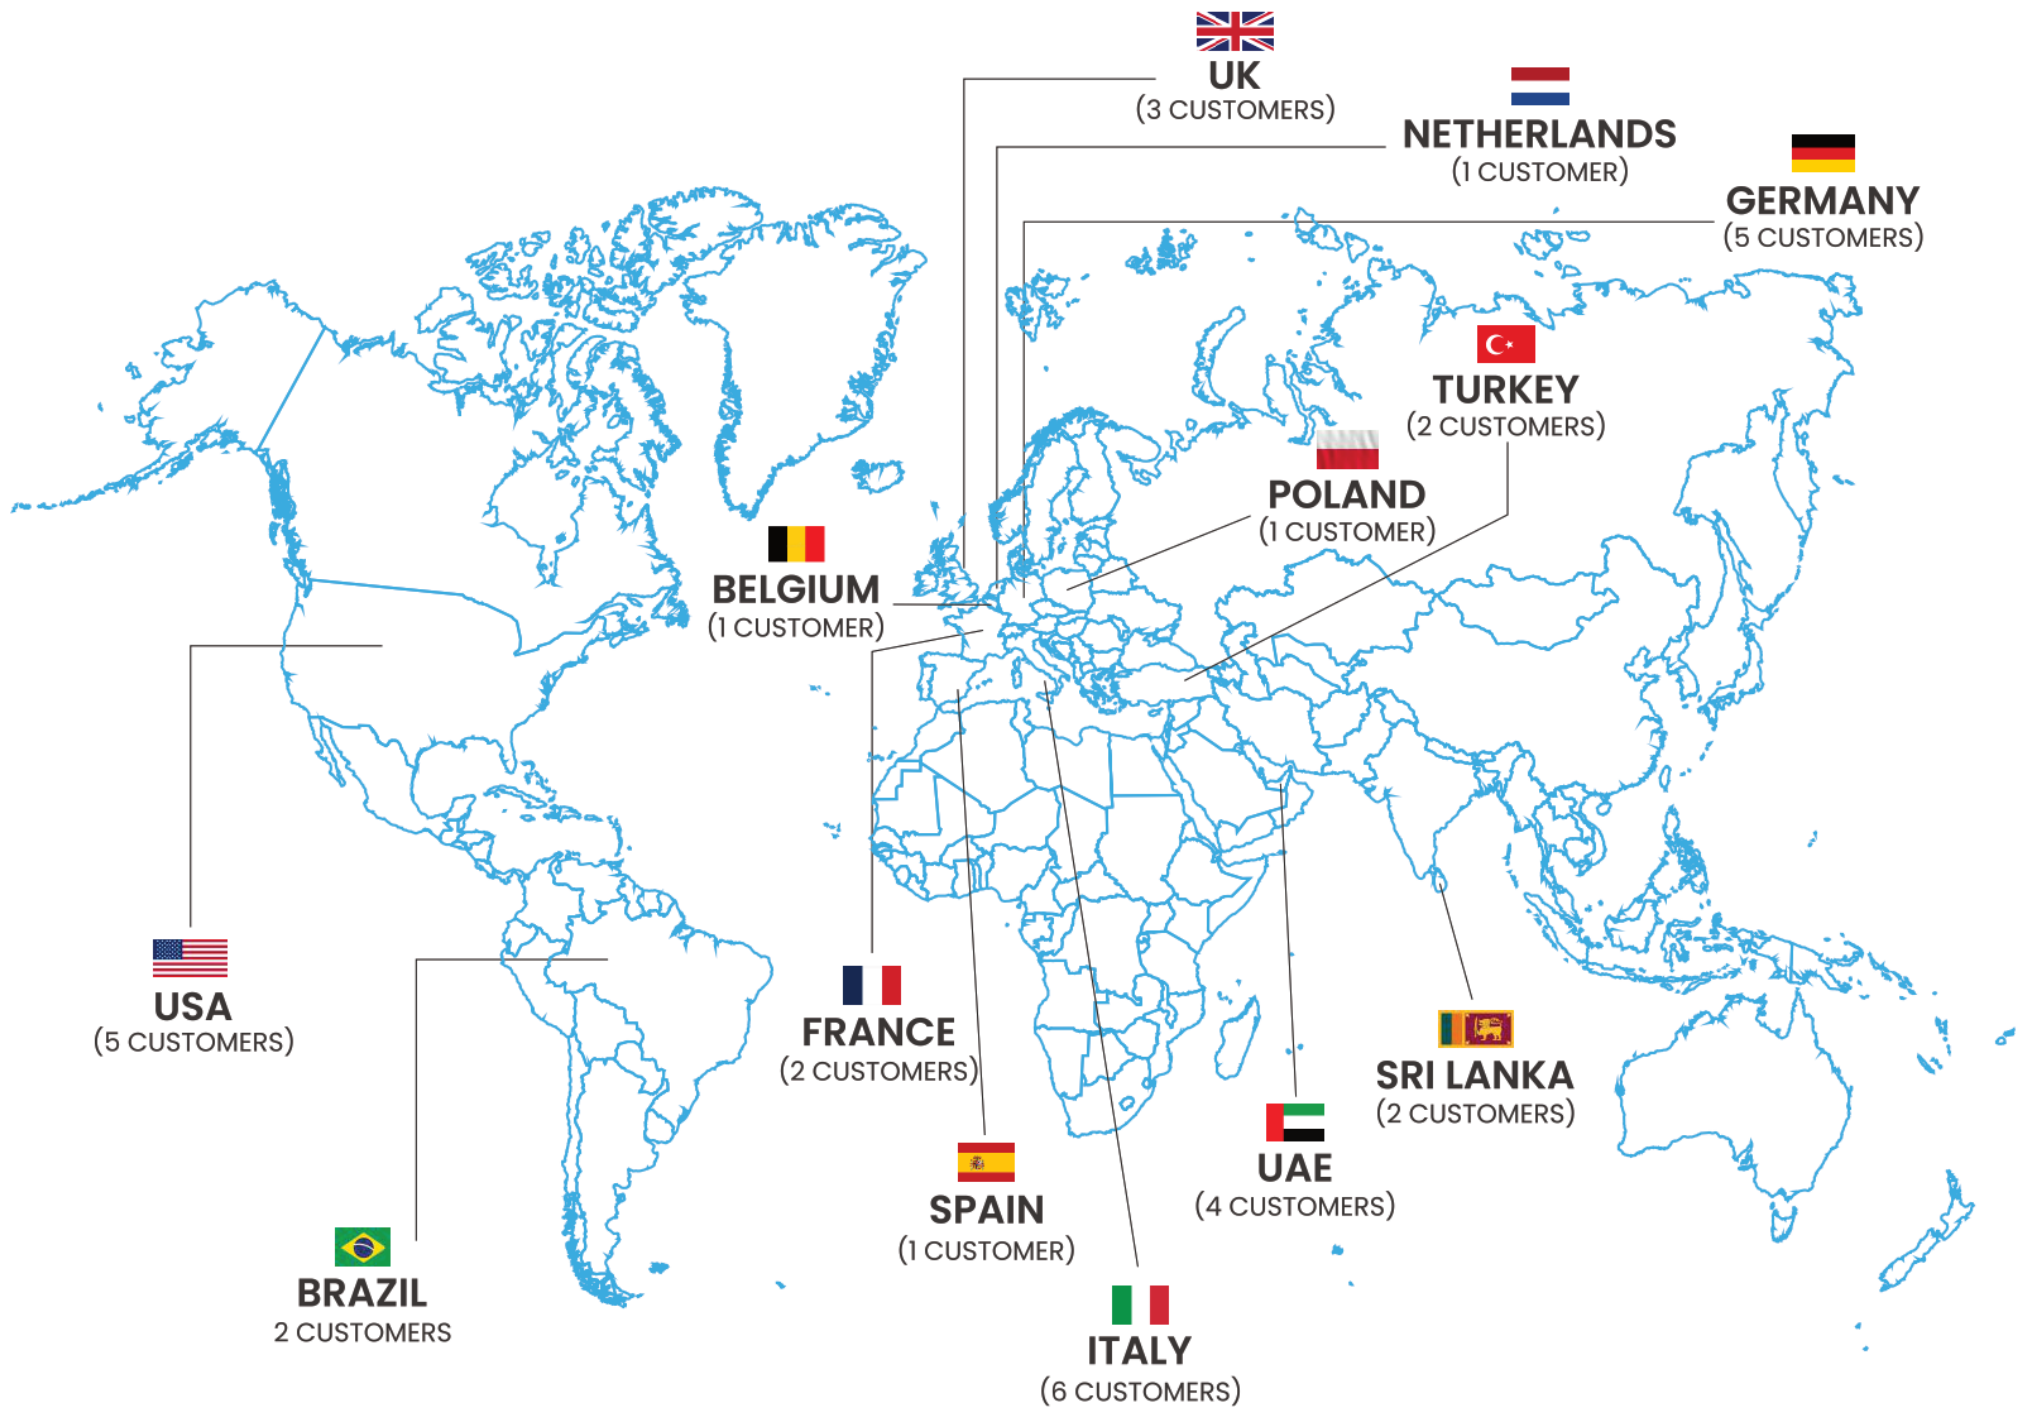 UK
(3 CUSTOMERS)
NETHERLANDS
(1 CUSTOMER)
GERMANY
(5 CUSTOMERS)
TURKEY
(2 CUSTOMERS)
POLAND
(1 CUSTOMER)
BELGIUM
(1 CUSTOMER)
USA
(5 CUSTOMERS)
FRANCE
(2 CUSTOMERS)
SRI LANKA
(2 CUSTOMERS)
UAE
(4 CUSTOMERS)
SPAIN
(1 CUSTOMER)
BRAZIL
2 CUSTOMERS
ITALY
(6 CUSTOMERS)